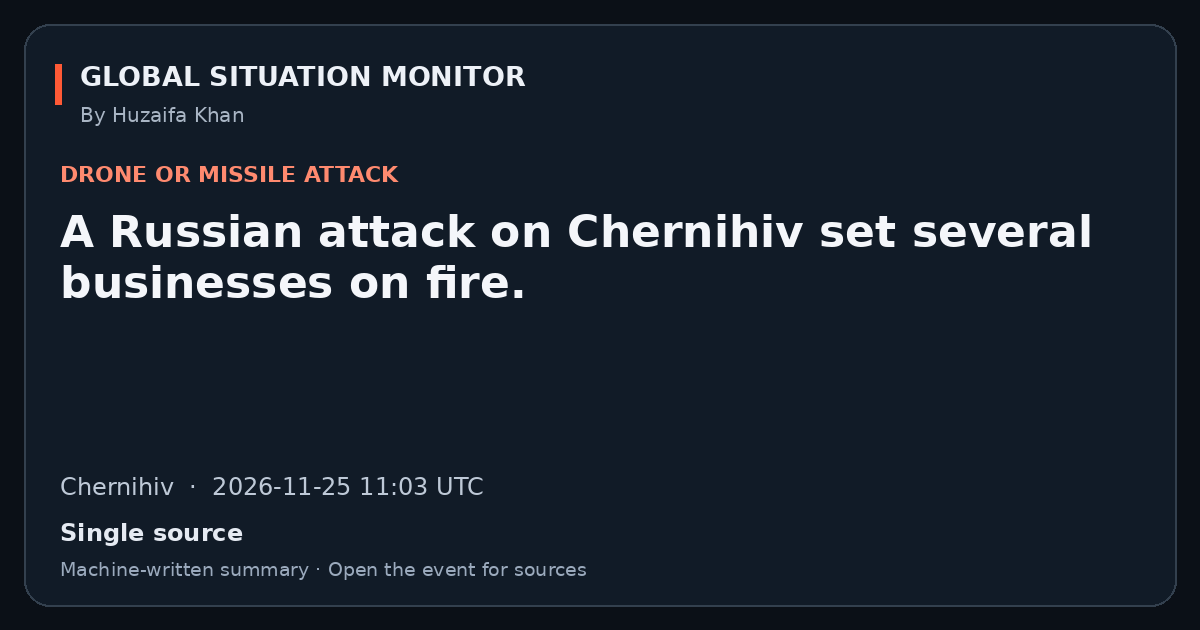 GLOBAL SITUATION MONITOR
By Huzaifa Khan
DRONE OR MISSILE ATTACK
A Russian attack on Chernihiv set several
businesses on fire.
Chernihiv · 2026-11-25 11:03 UTC
Single source
Machine-written summary · Open the event for sources